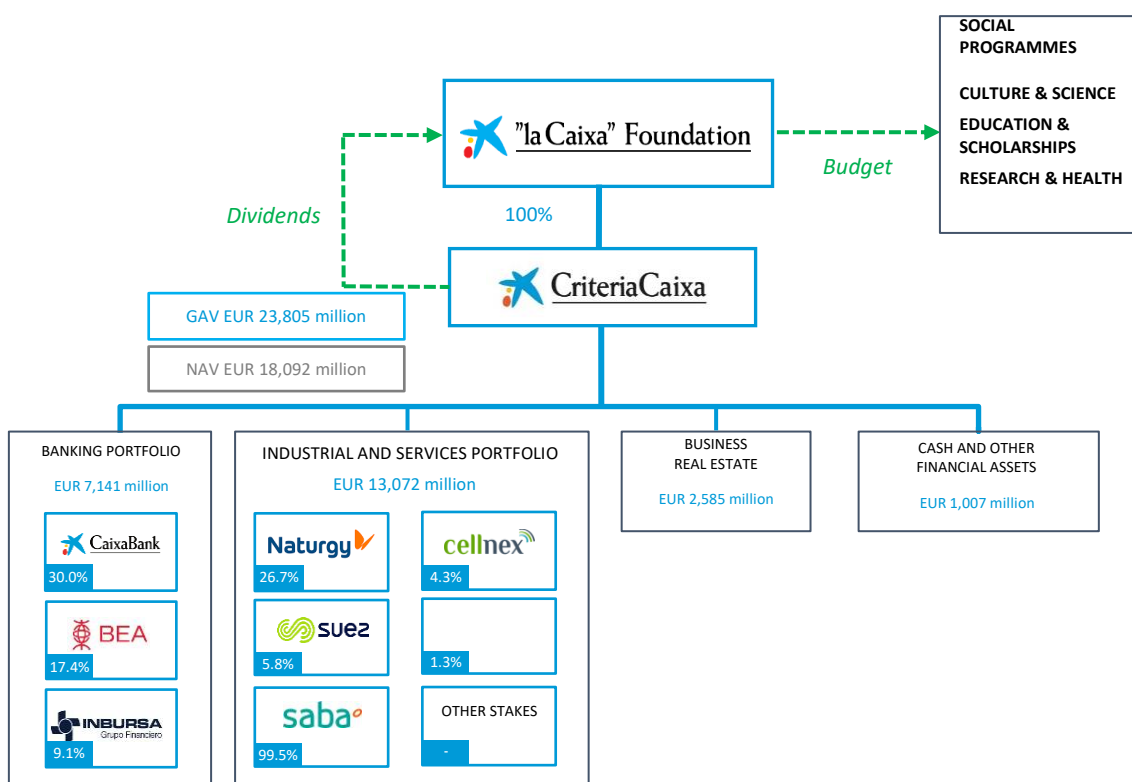 SOCIAL
PROGRAMMES
CULTURE & SCIENCE
EDUCATION &
SCHOLARSHIPS
RESEARCH & HEALTH
"la Caixa" Foundation
Budget
Dividends
100%
CriteriaCaixa
GAV EUR 23,805 million
NAV EUR 18,092 million
BANKING PORTFOLIO
EUR 7,141 million
CaixaBank
30.0%
BEA
17.4%
INBURSA
Grupo Financiero
9.1%
INDUSTRIAL AND SERVICES PORTFOLIO
EUR 13,072 million
Naturgy
26.7%
cellnex
4.3%
suez
5.8%
1.3%
saba
99.5%
OTHER STAKES
-
BUSINESS
REAL ESTATE
EUR 2,585 million
CASH AND OTHER
FINANCIAL ASSETS
EUR 1,007 million